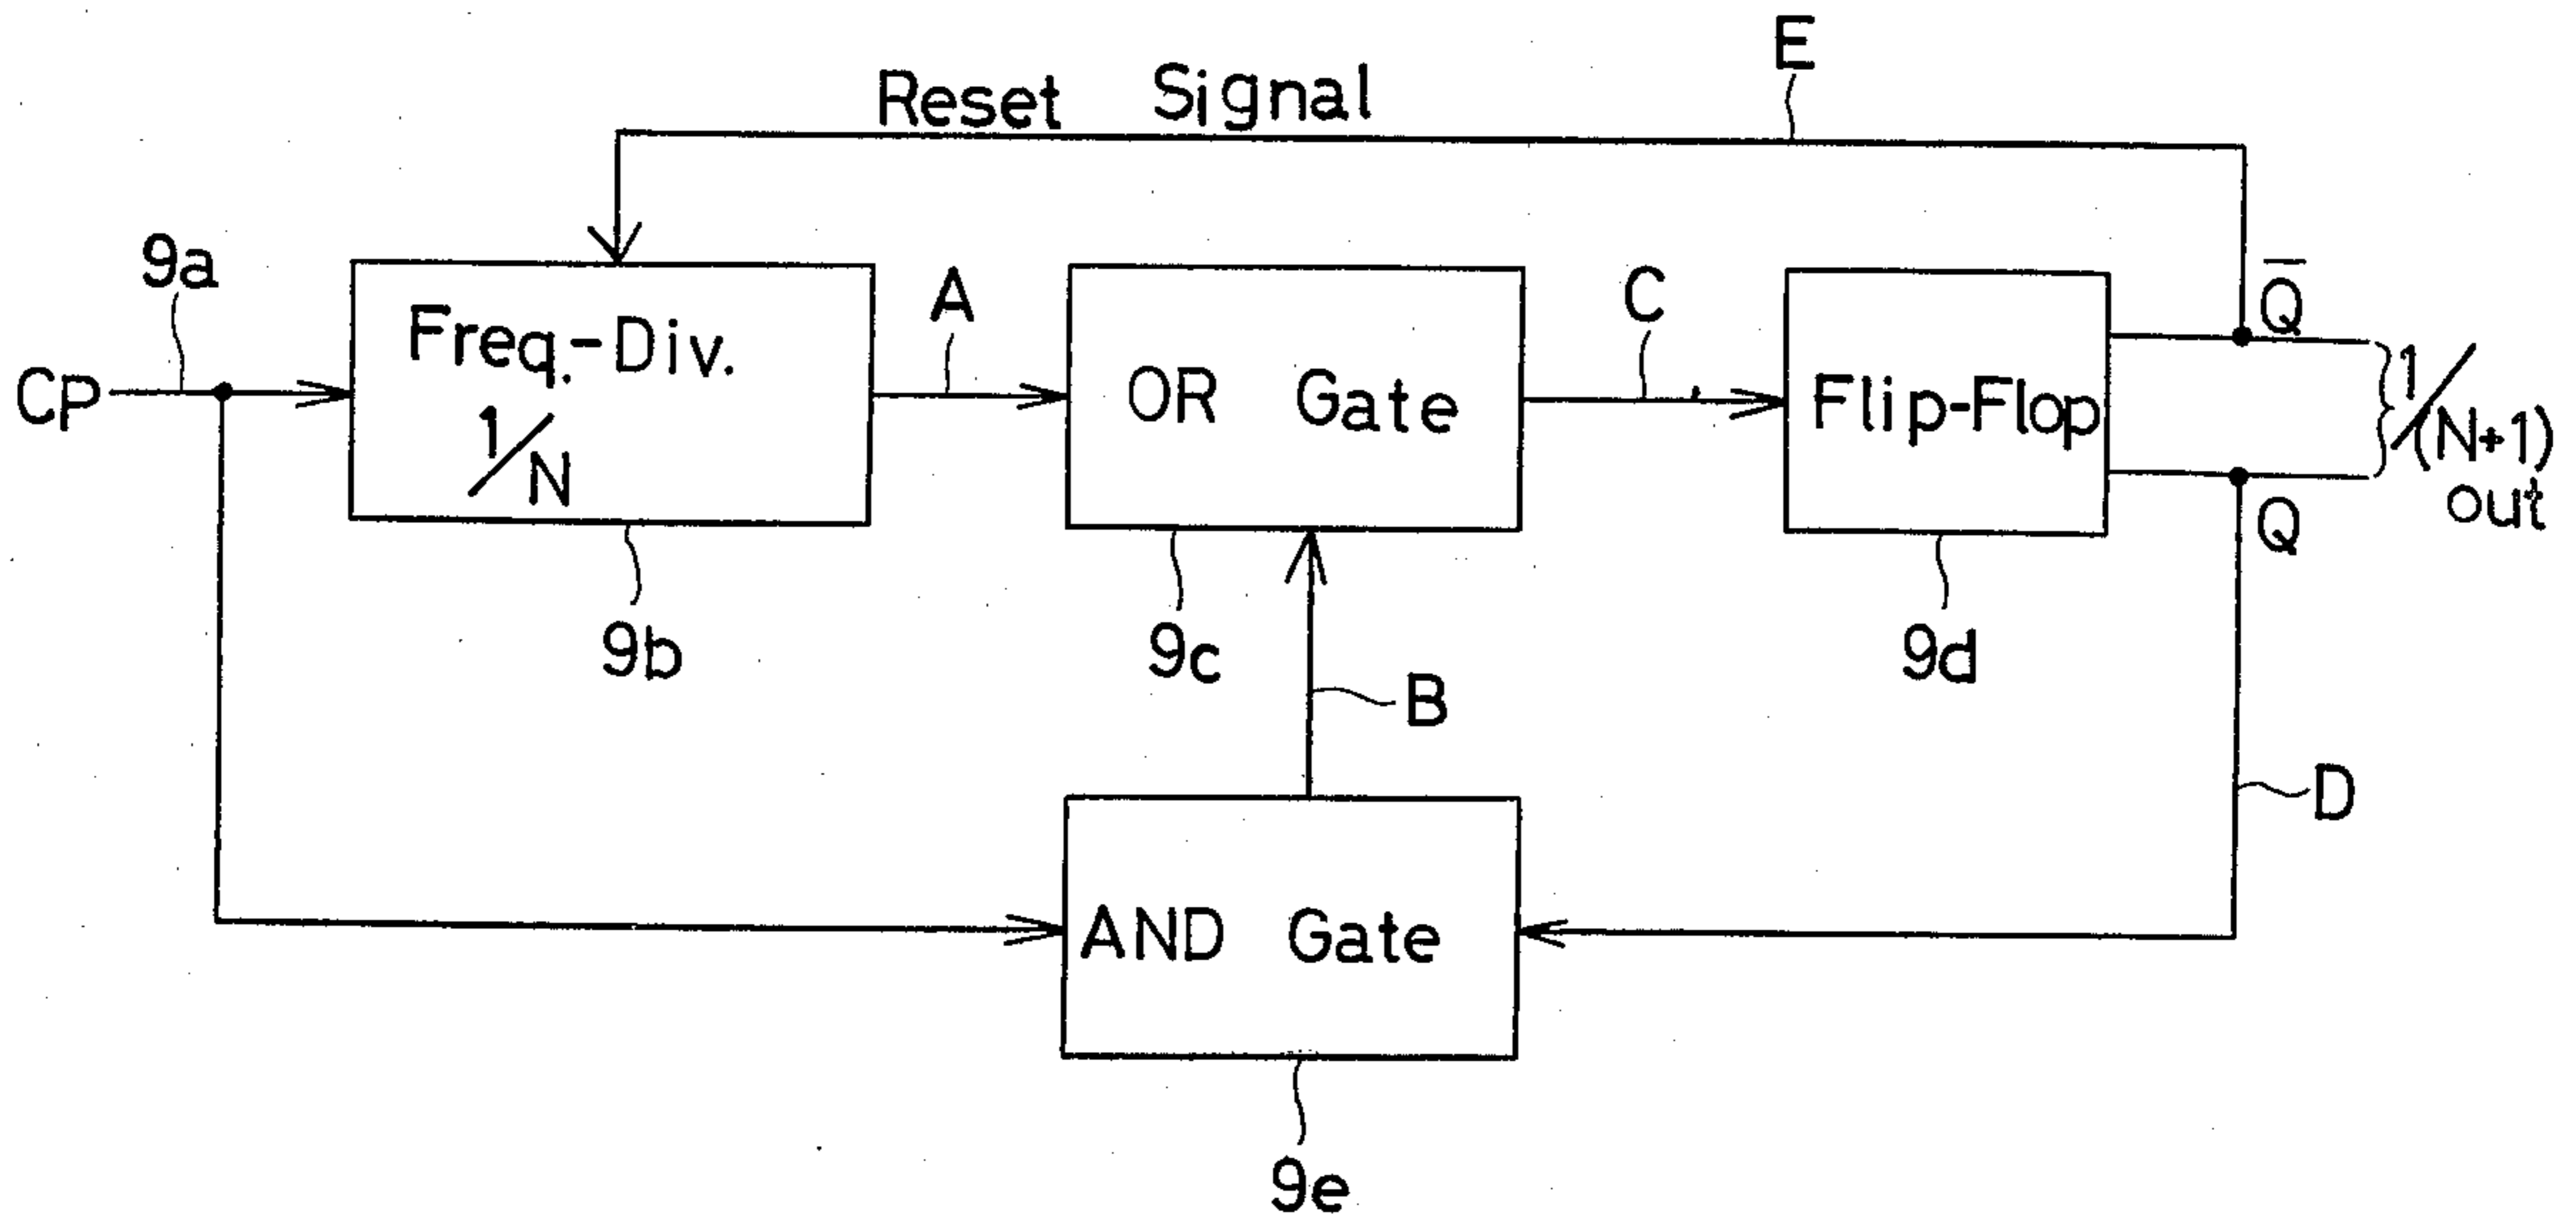 E
Reset Signal
9a
A
C
Q̅
CP
Freq.-Div.
1/N
OR Gate
Flip-Flop
1/(N+1)
out
Q
9b
9c
9d
B
D
AND Gate
9e